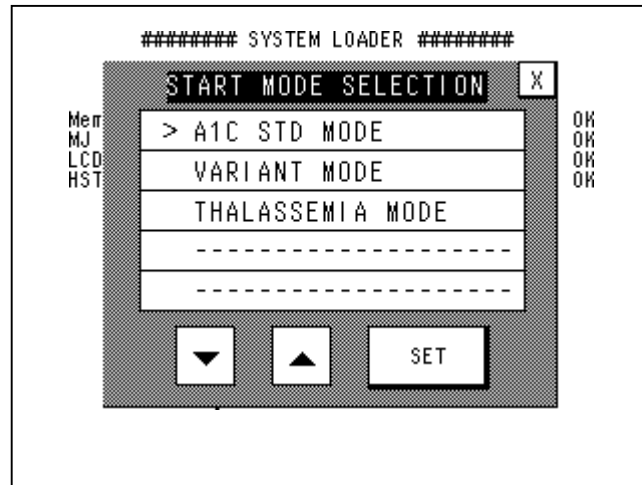 ######## SYSTEM LOADER ########
START MODE SELECTION X
> A1C STD MODE
VARIANT MODE
THALASSEMIA MODE
--------------------
--------------------
SET
Mem OK
MJ OK
LCD OK
HST OK